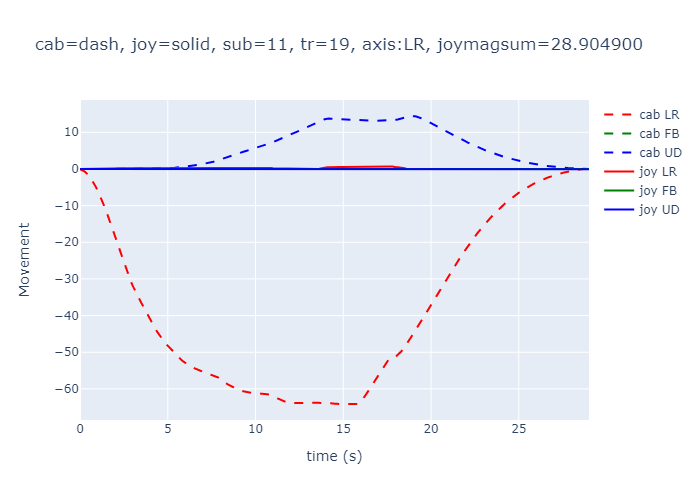 cab=dash, joy=solid, sub=11, tr=19, axis:LR, joymagsum=28.904900
cab LR
cab FB
cab UD
joy LR
joy FB
joy UD
10
0
−10
−20
−30
−40
−50
−60
Movement
0 5 10 15 20 25
time (s)